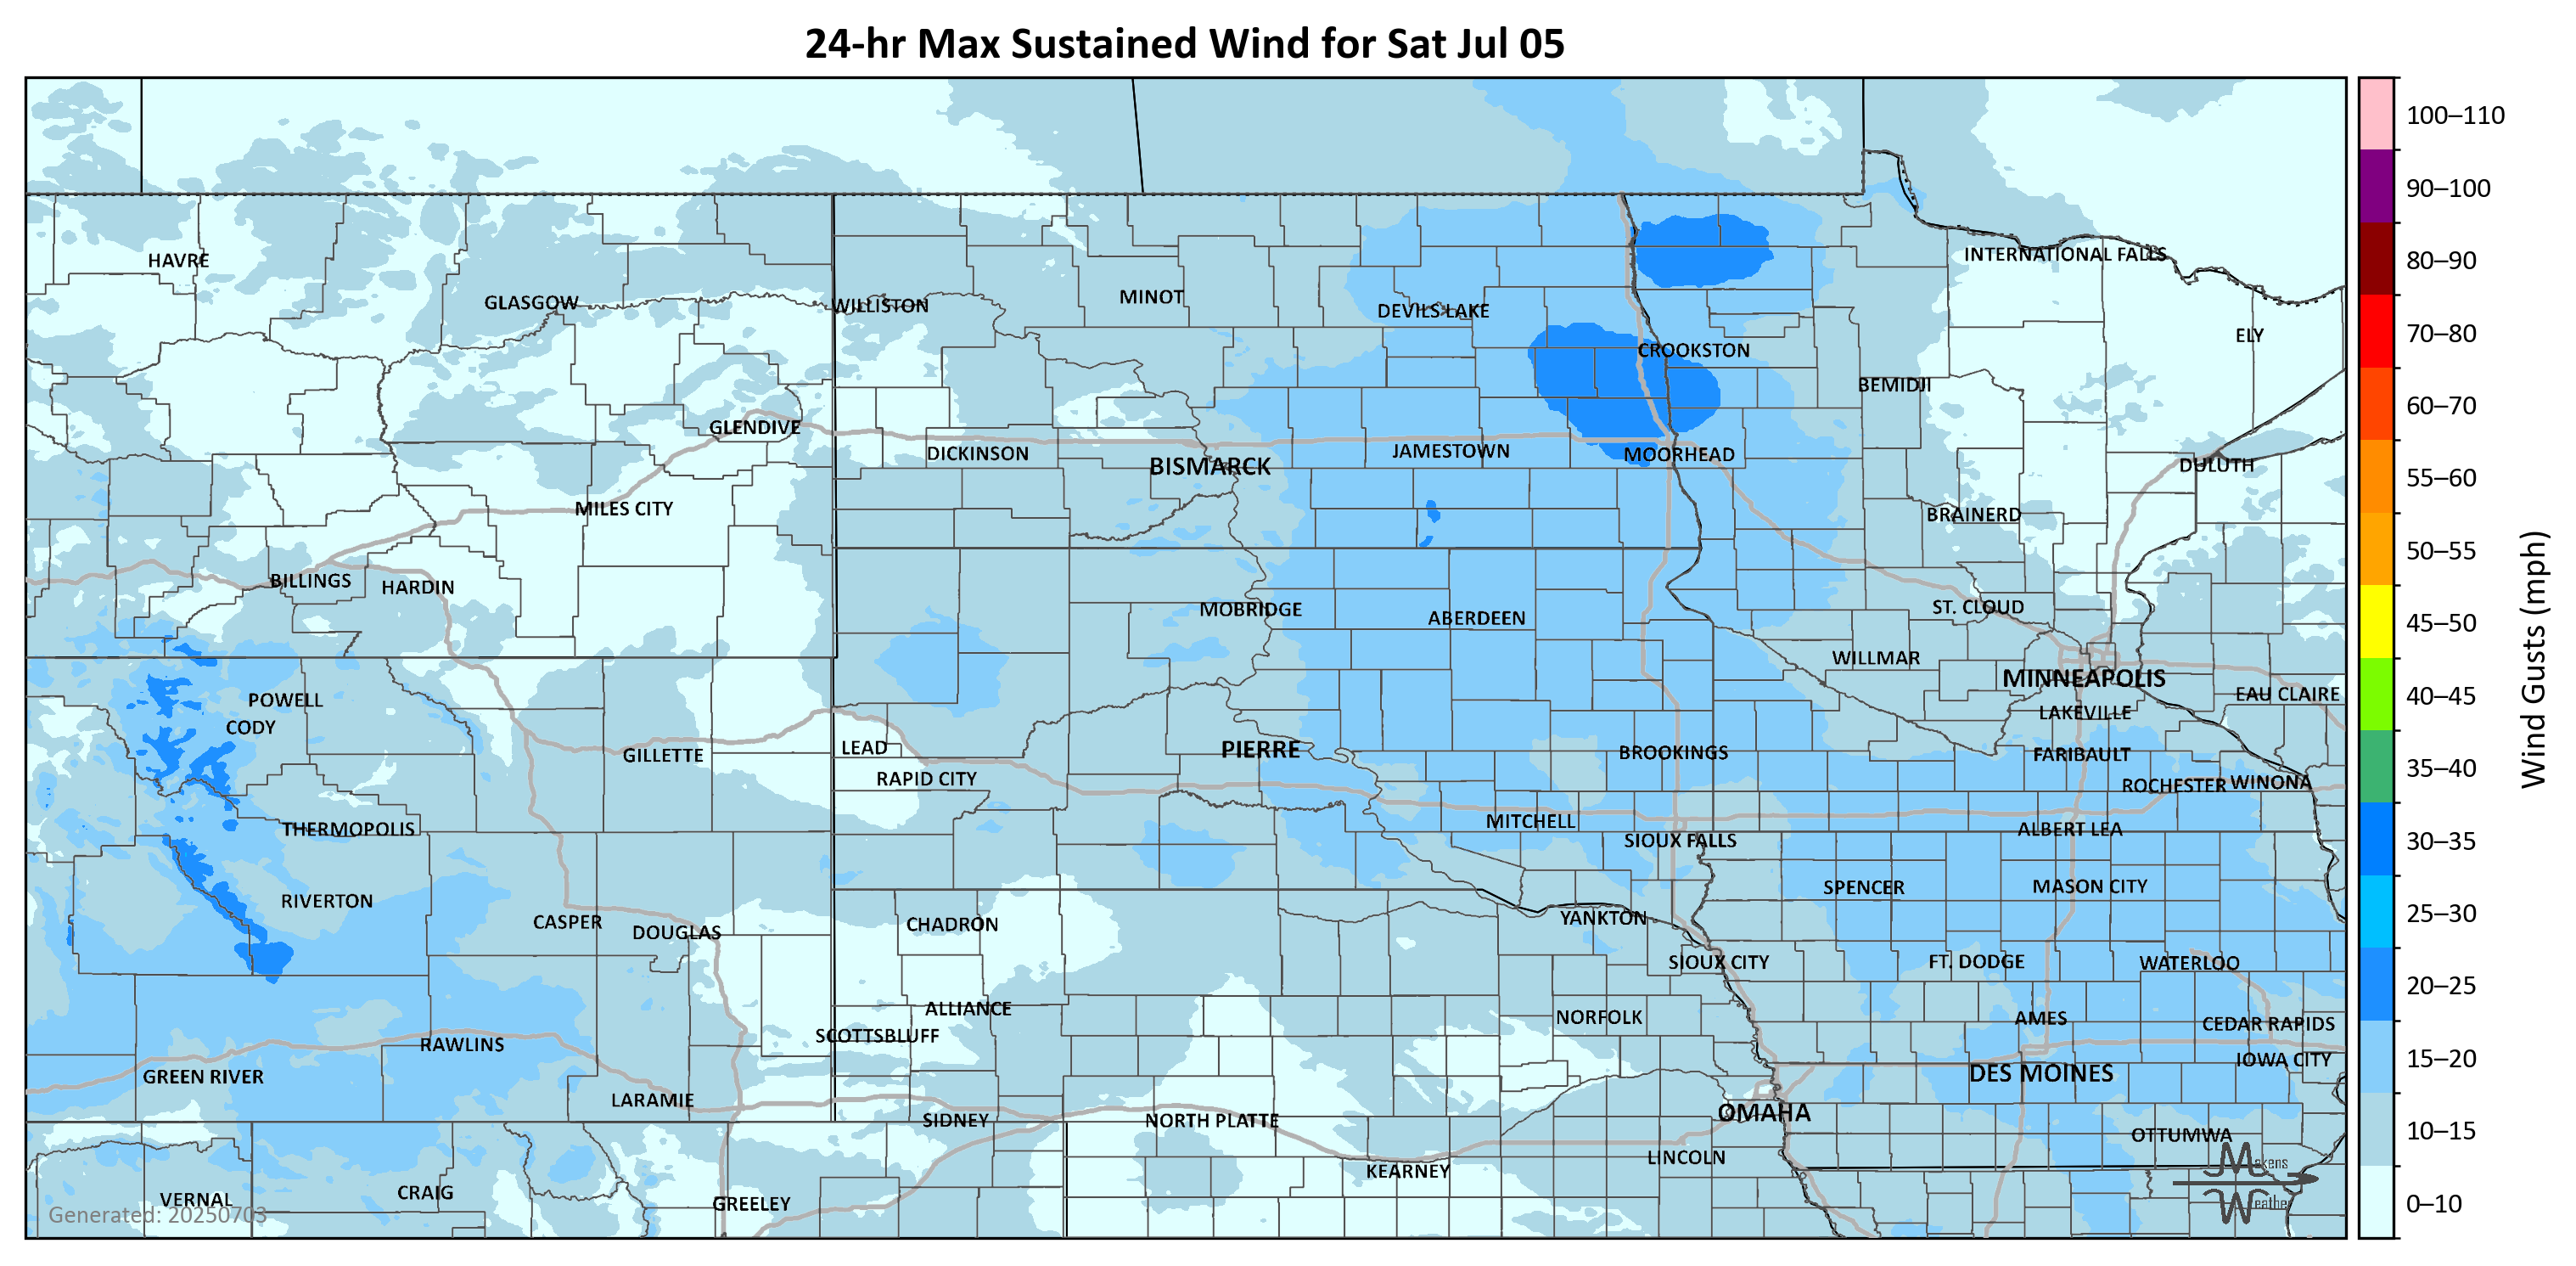 24-hr Max Sustained Wind for Sat Jul 05
100–110
90–100
80–90
70–80
60–70
55–60
50–55
45–50
40–45
35–40
30–35
25–30
20–25
15–20
10–15
0–10
Wind Gusts (mph)
HAVRE
GLASGOW
WILLISTON
MINOT
DEVILS LAKE
CROOKSTON
INTERNATIONAL FALLS
ELY
BEMIDJI
GLENDIVE
DICKINSON
BISMARCK
JAMESTOWN
MOORHEAD
DULUTH
MILES CITY
BRAINERD
BILLINGS
HARDIN
MOBRIDGE
ABERDEEN
ST. CLOUD
WILLMAR
MINNEAPOLIS
EAU CLAIRE
POWELL
CODY
LAKEVILLE
GILLETTE
LEAD
PIERRE
BROOKINGS
FARIBAULT
RAPID CITY
ROCHESTER
WINONA
THERMOPOLIS
MITCHELL
SIOUX FALLS
ALBERT LEA
RIVERTON
SPENCER
MASON CITY
CASPER
DOUGLAS
CHADRON
YANKTON
SIOUX CITY
FT. DODGE
WATERLOO
ALLIANCE
SCOTTSBLUFF
NORFOLK
AMES
CEDAR RAPIDS
RAWLINS
GREEN RIVER
IOWA CITY
DES MOINES
LARAMIE
SIDNEY
NORTH PLATTE
OMAHA
OTTUMWA
KEARNEY
LINCOLN
VERNAL
CRAIG
GREELEY
Makens
Weather
Generated: 20250703